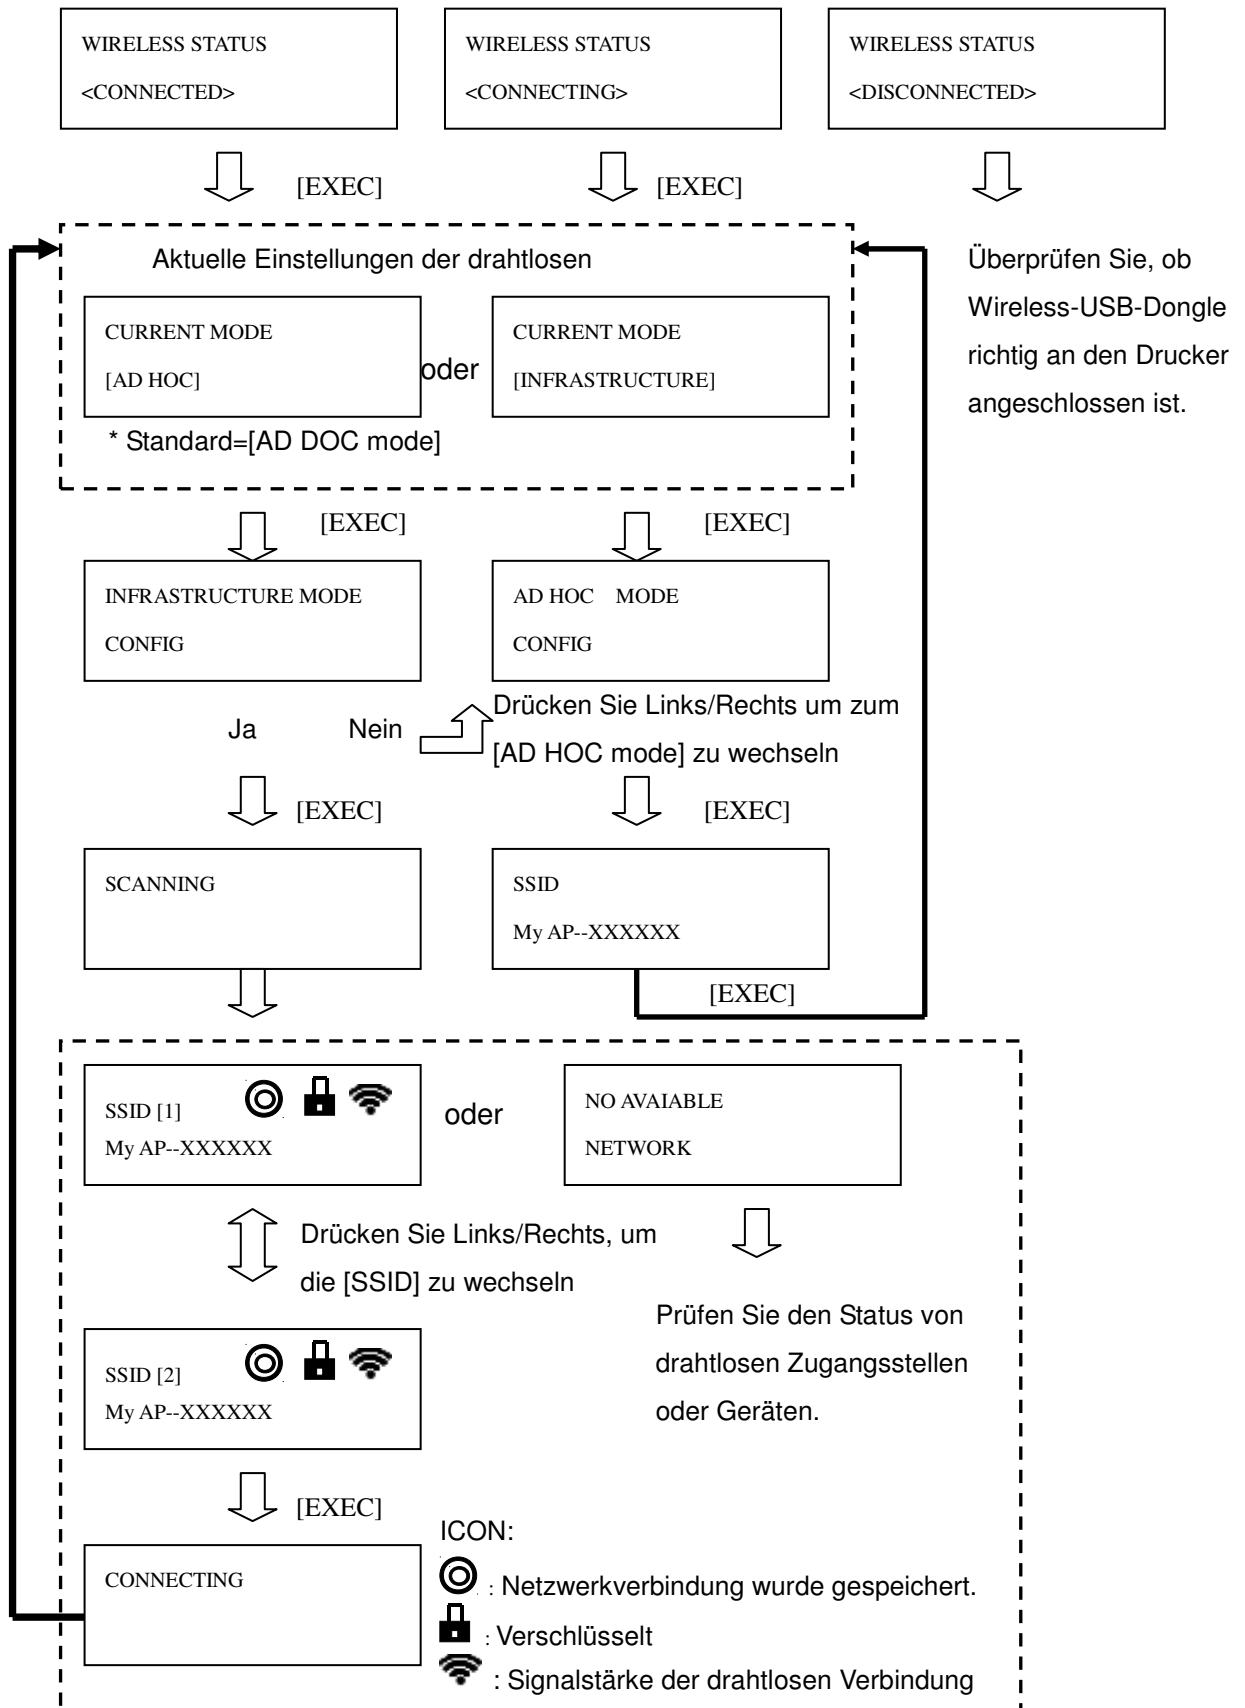 WIRELESS STATUS
<CONNECTED>
WIRELESS STATUS
<CONNECTING>
WIRELESS STATUS
<DISCONNECTED>
[EXEC]
[EXEC]
Aktuelle Einstellungen der drahtlosen
CURRENT MODE
[AD HOC]
oder
CURRENT MODE
[INFRASTRUCTURE]
* Standard=[AD DOC mode]
Überprüfen Sie, ob
Wireless-USB-Dongle
richtig an den Drucker
angeschlossen ist.
[EXEC]
[EXEC]
INFRASTRUCTURE MODE
CONFIG
AD HOC MODE
CONFIG
Ja
Nein
Drücken Sie Links/Rechts um zum
[AD HOC mode] zu wechseln
[EXEC]
[EXEC]
SCANNING
SSID
My AP--XXXXXX
[EXEC]
SSID [1]
My AP--XXXXXX
oder
NO AVAIABLE
NETWORK
Drücken Sie Links/Rechts, um
die [SSID] zu wechseln
Prüfen Sie den Status von
drahtlosen Zugangsstellen
oder Geräten.
SSID [2]
My AP--XXXXXX
[EXEC]
CONNECTING
ICON:
: Netzwerkverbindung wurde gespeichert.
: Verschlüsselt
: Signalstärke der drahtlosen Verbindung